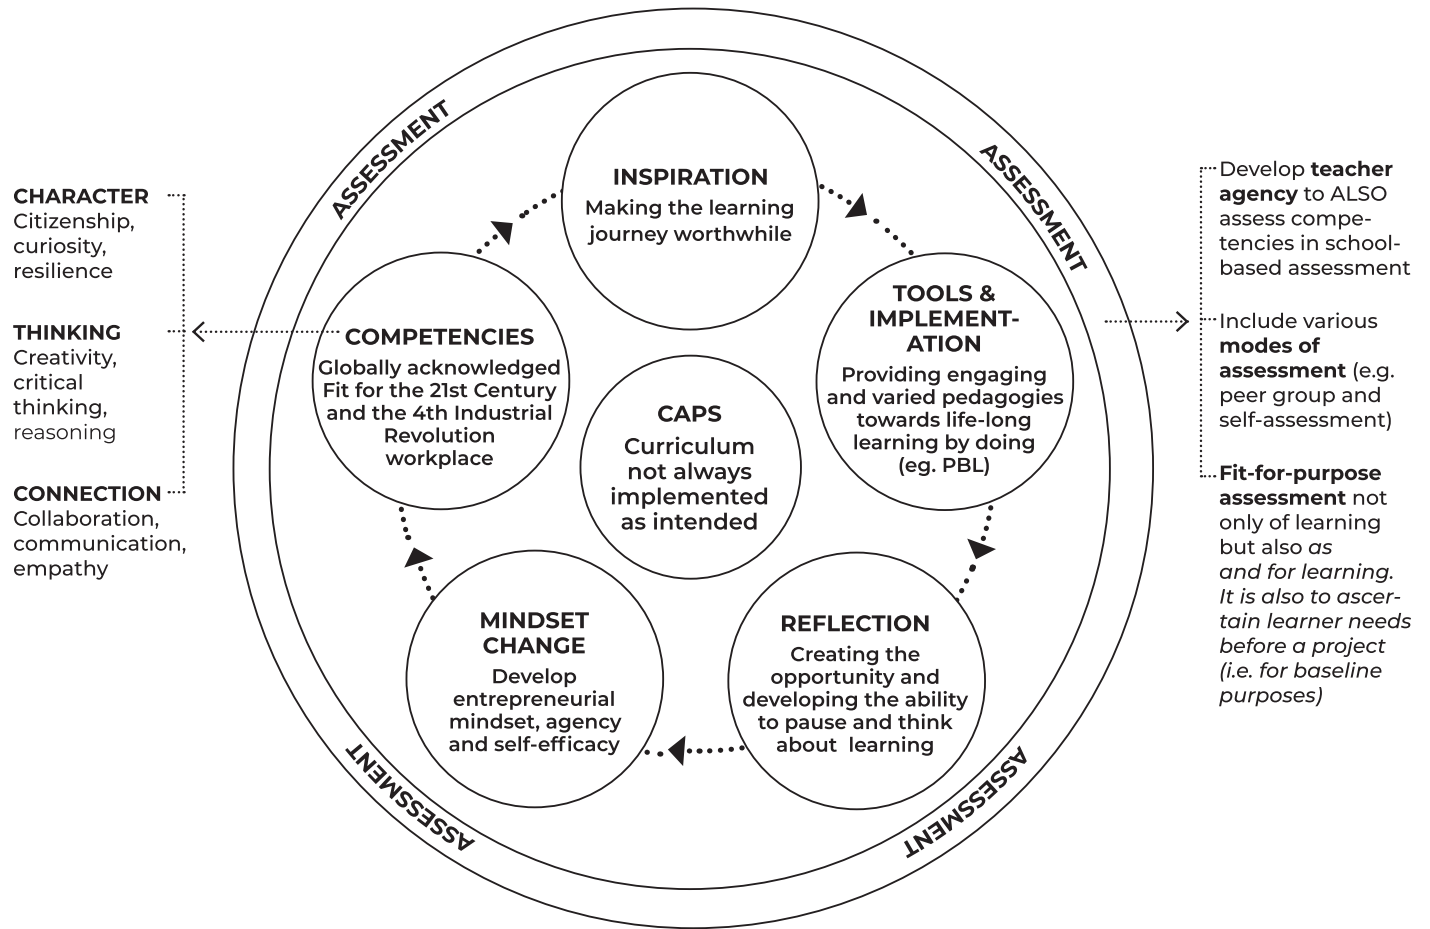 ASSESSMENT
ASSESSMENT
INSPIRATION
Making the learning
journey worthwhile
CHARACTER
Citizenship,
curiosity,
resilience
THINKING
Creativity,
critical
thinking,
reasoning
CONNECTION
Collaboration,
communication,
empathy
COMPETENCIES
Globally acknowledged
Fit for the 21st Century
and the 4th Industrial
Revolution
workplace
CAPS
Curriculum
not always
implemented
as intended
TOOLS &
IMPLEMENT-
ATION
Providing engaging
and varied pedagogies
towards life-long
learning by doing
(eg. PBL)
Develop teacher
agency to ALSO
assess compe-
tencies in school-
based assessment
Include various
modes of
assessment (e.g.
peer group and
self-assessment)
Fit-for-purpose
assessment not
only of learning
but also as
and for learning.
It is also to ascer-
tain learner needs
before a project
(i.e. for baseline
purposes)
MINDSET
CHANGE
Develop
entrepreneurial
mindset, agency
and self-efficacy
REFLECTION
Creating the
opportunity and
developing the ability
to pause and think
about learning
ASSESSMENT
ASSESSMENT